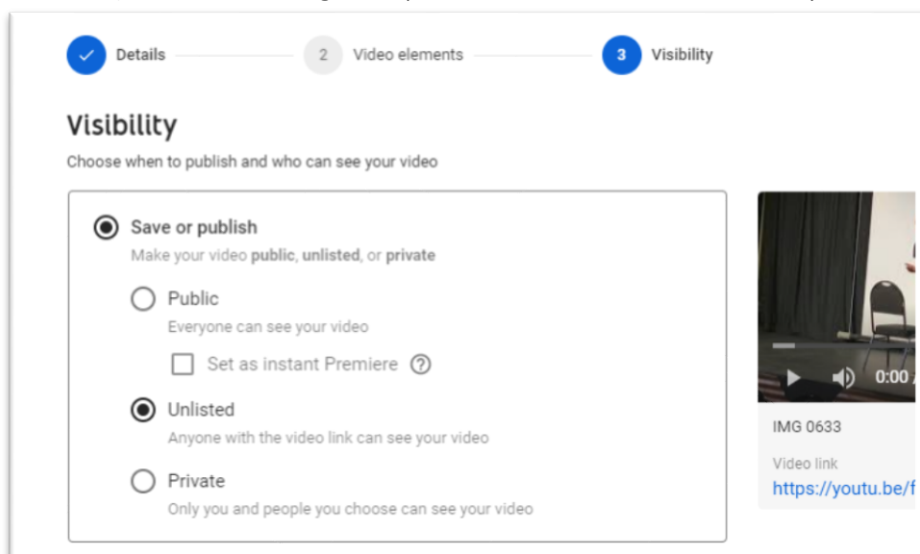 Details
2 Video elements
3 Visibility
Visibility
Choose when to publish and who can see your video
Save or publish
Make your video public, unlisted, or private
Public
Everyone can see your video
Set as instant Premiere ?
Unlisted
Anyone with the video link can see your video
Private
Only you and people you choose can see your video
0:00
IMG 0633
Video link
https://youtu.be/f